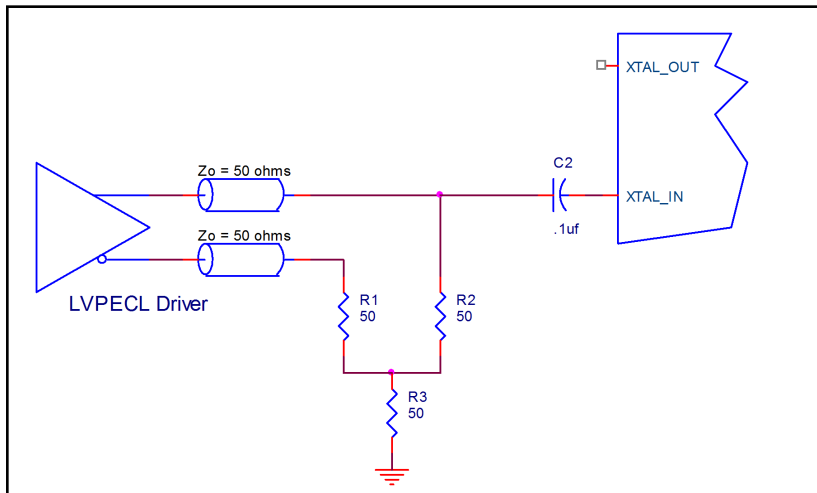 XTAL_OUT
Zo = 50 ohms
C2
XTAL_IN
.1uf
Zo = 50 ohms
LVPECL Driver
R1
50
R2
50
R3
50